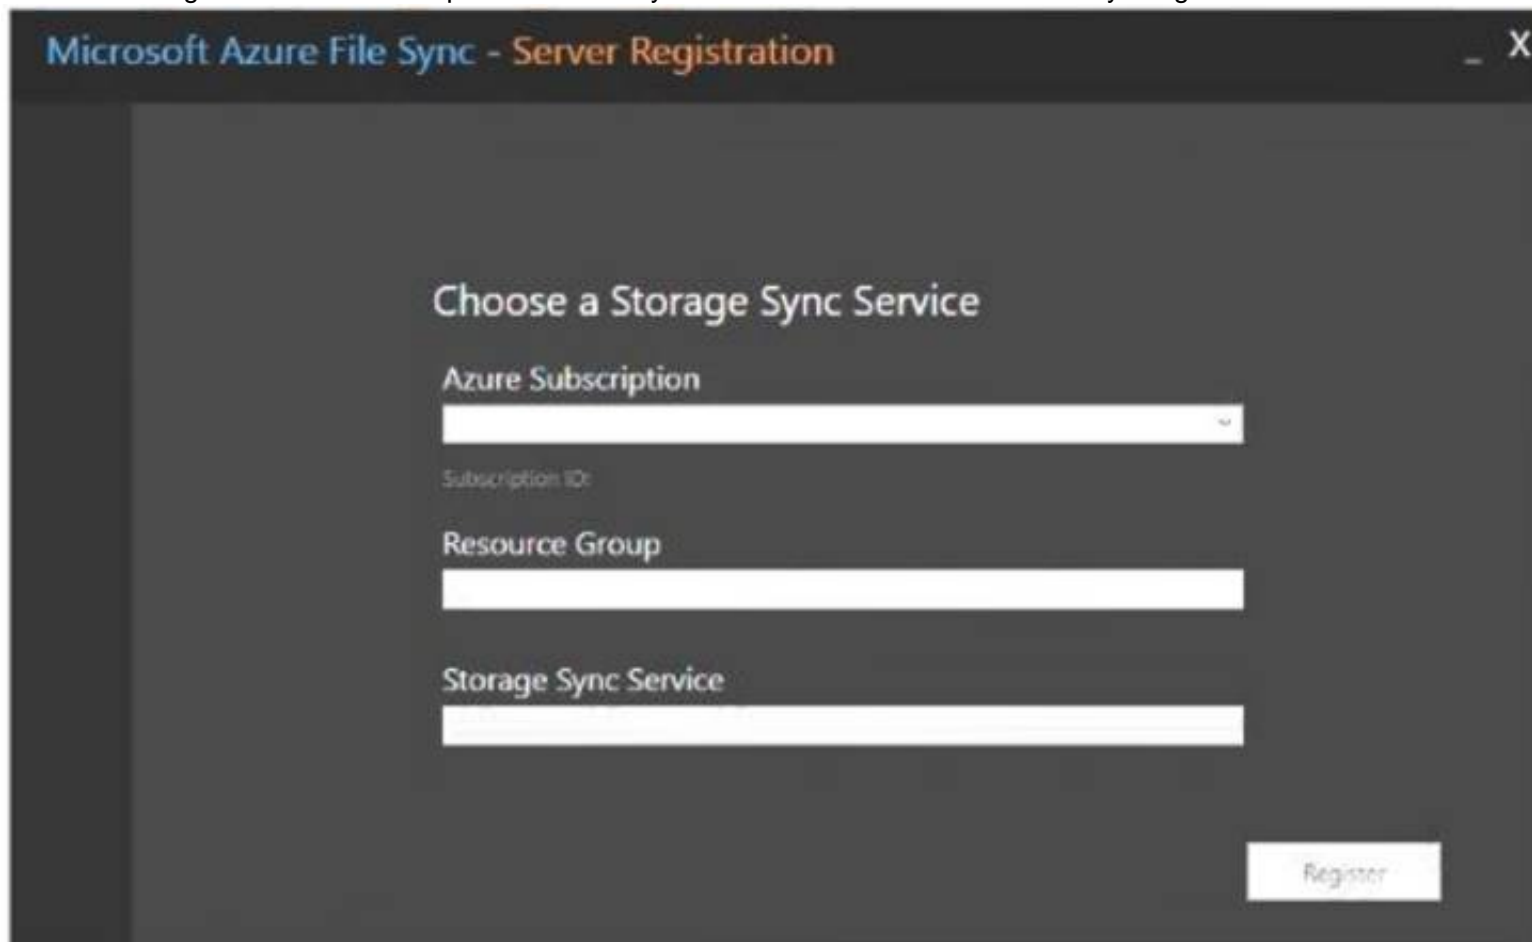 Microsoft Azure File Sync - Server Registration
_ X
Choose a Storage Sync Service
Azure Subscription
Subscription ID:
Resource Group
Storage Sync Service
Register